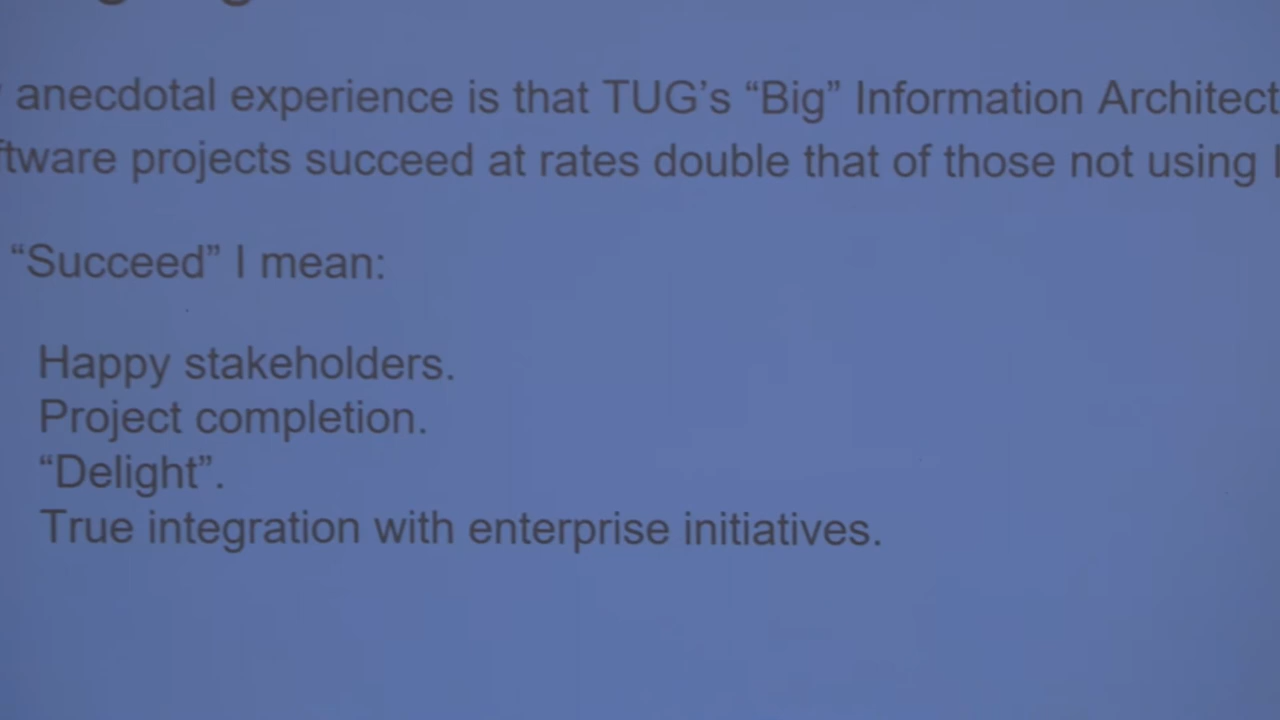 anecdotal experience is that TUG's “Big” Information Architect
ftware projects succeed at rates double that of those not using
“Succeed” I mean:
Happy stakeholders.
Project completion.
“Delight”.
True integration with enterprise initiatives.